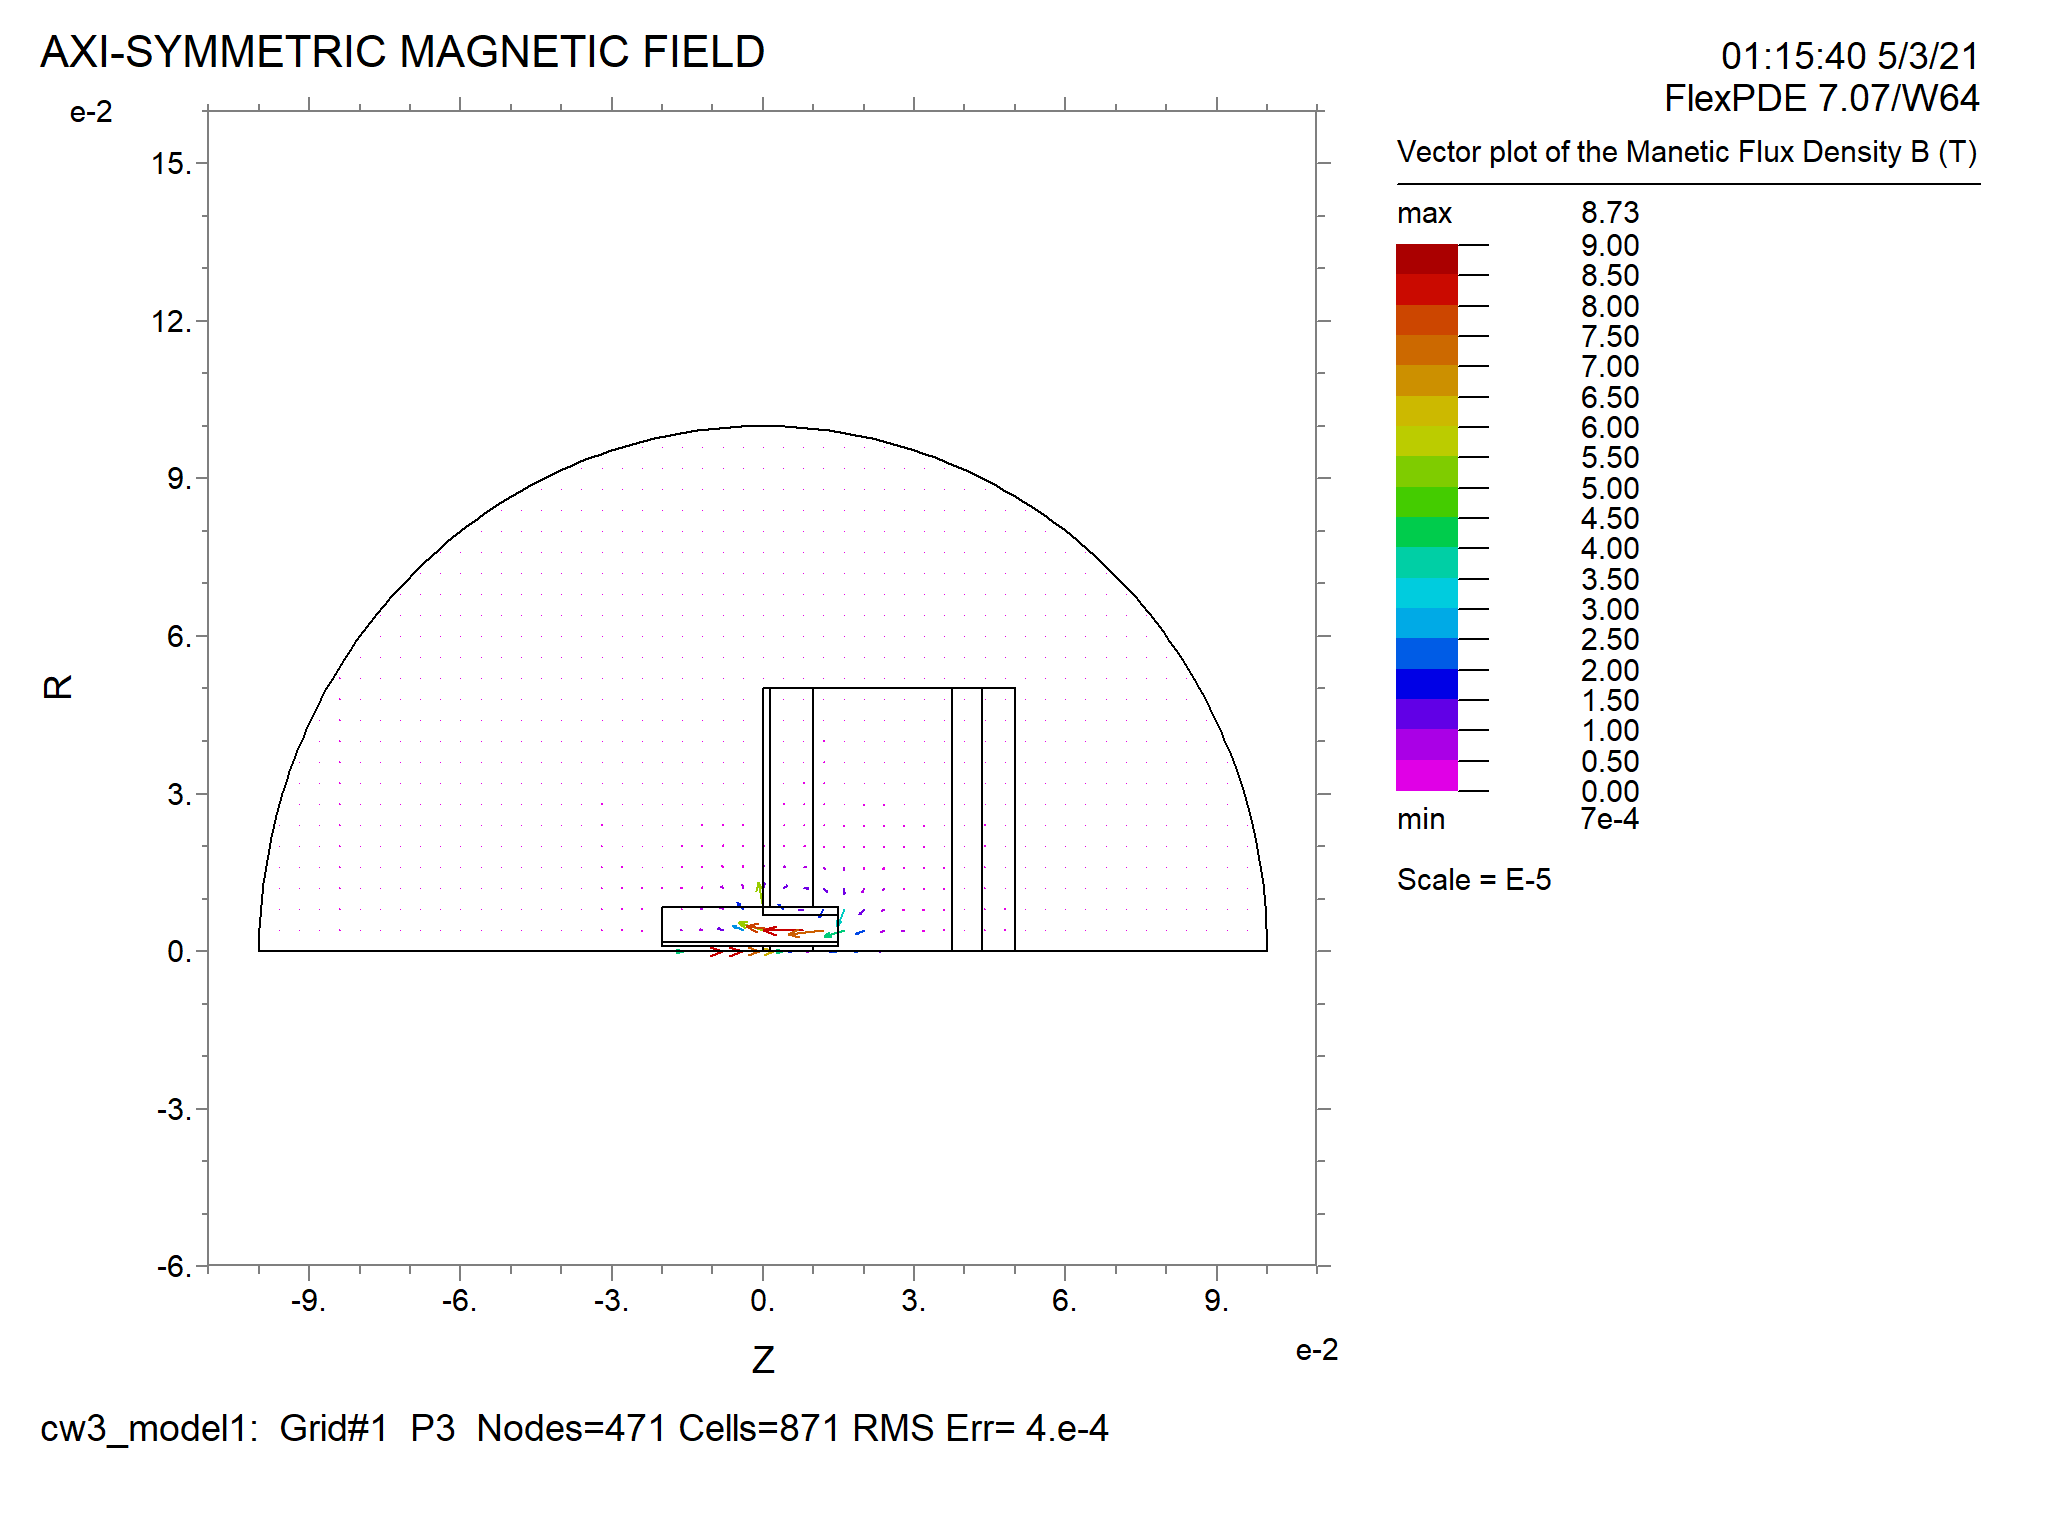 AXI-SYMMETRIC MAGNETIC FIELD
01:15:40 5/3/21
FlexPDE 7.07/W64
Vector plot of the Manetic Flux Density B (T)
max 8.73
9.00
8.50
8.00
7.50
7.00
6.50
6.00
5.50
5.00
4.50
4.00
3.50
3.00
2.50
2.00
1.50
1.00
0.50
0.00
min 7e-4
Scale = E-5
e-2
15.
12.
9.
6.
3.
0.
-3.
-6.
R
-9. -6. -3. 0. 3. 6. 9.
Z
e-2
cw3_model1: Grid#1 P3 Nodes=471 Cells=871 RMS Err= 4.e-4